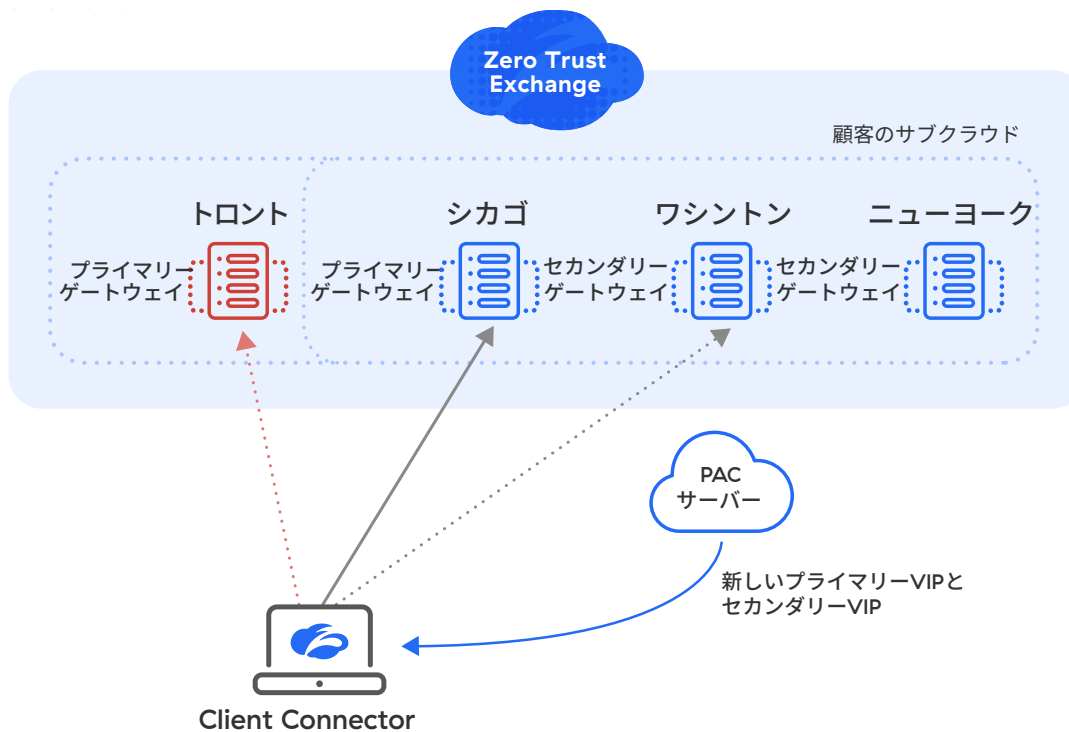 Zero Trust
Exchange
顧客のサブクラウド
トロント
シカゴ
ワシントン
ニューヨーク
プライマリー
ゲートウェイ
プライマリー
ゲートウェイ
セカンダリー
ゲートウェイ
セカンダリー
ゲートウェイ
PAC
サーバー
新しいプライマリーVIPと
セカンダリーVIP
Client Connector